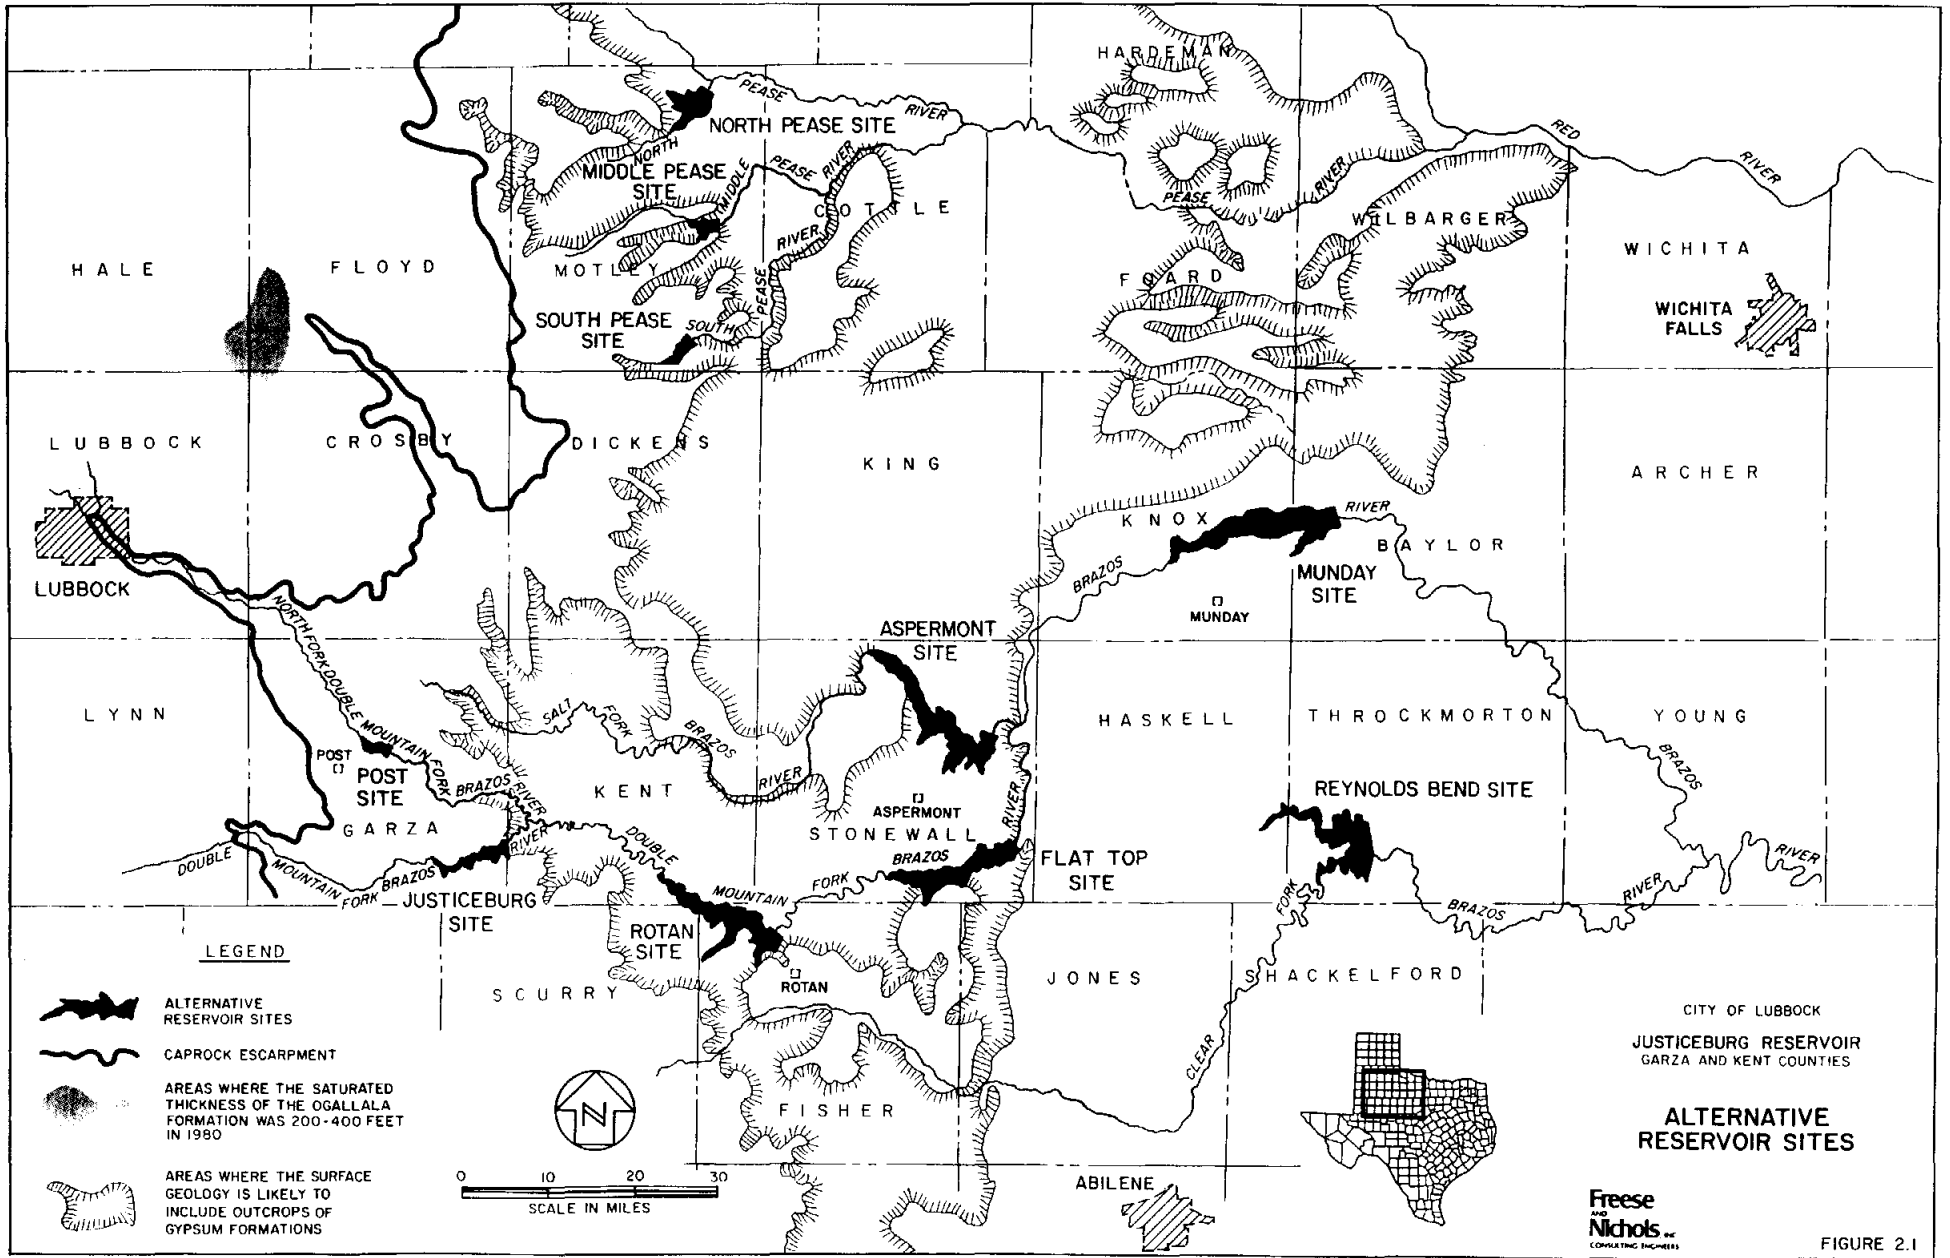 HARDEMAN
PEASE
RIVER
NORTH PEASE SITE
NORTH
RED
RIVER
MIDDLE PEASE
SITE
MIDDLE
PEASE
RIVER
COTTLE
RIVER
PEASE
PEASE
RIVER
WILBARGER
HALE
FLOYD
MOTLEY
FOARD
WICHITA
WICHITA
FALLS
SOUTH PEASE
SITE
SOUTH
LUBBOCK
CROSBY
DICKENS
KING
ARCHER
KNOX
RIVER
BAYLOR
BRAZOS
MUNDAY
SITE
MUNDAY
LUBBOCK
NORTH FORK DOUBLE MOUNTAIN FORK BRAZOS RIVER
ASPERMONT
SITE
LYNN
SALT
FORK
BRAZOS
RIVER
HASKELL
THROCKMORTON
YOUNG
BRAZOS
RIVER
POST
POST
SITE
KENT
ASPERMONT
STONEWALL
RIVER
REYNOLDS BEND SITE
GARZA
DOUBLE
MOUNTAIN
FORK
BRAZOS
RIVER
JUSTICEBURG
SITE
DOUBLE
MOUNTAIN
FORK
BRAZOS
FLAT TOP
SITE
ROTAN
SITE
ROTAN
CLEAR
FORK
BRAZOS
RIVER
SCURRY
JONES
SHACKELFORD
FISHER
ABILENE
LEGEND
ALTERNATIVE
RESERVOIR SITES
CAPROCK ESCARPMENT
AREAS WHERE THE SATURATED
THICKNESS OF THE OGALLALA
FORMATION WAS 200-400 FEET
IN 1980
AREAS WHERE THE SURFACE
GEOLOGY IS LIKELY TO
INCLUDE OUTCROPS OF
GYPSUM FORMATIONS
N
0 10 20 30
SCALE IN MILES
CITY OF LUBBOCK
JUSTICEBURG RESERVOIR
GARZA AND KENT COUNTIES
ALTERNATIVE
RESERVOIR SITES
Freese
AND
Nichols, INC.
CONSULTING ENGINEERS
FIGURE 2.1